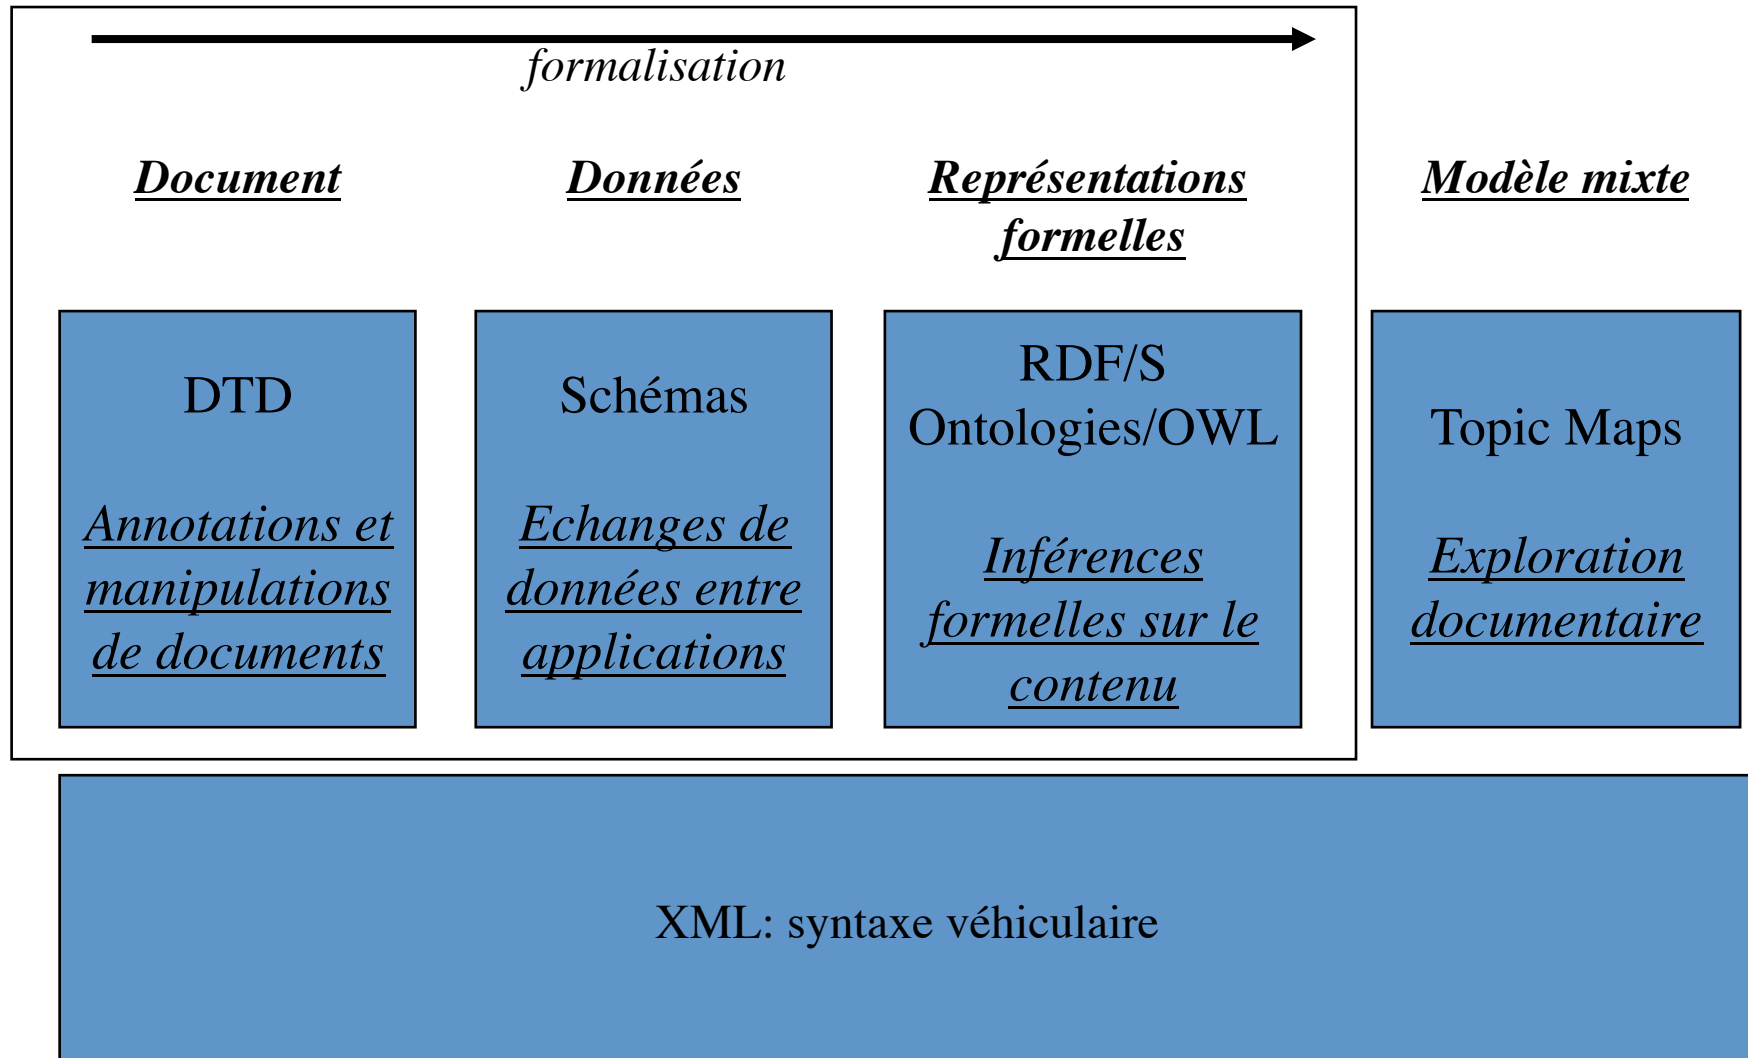 formalisation
Document
Données
Représentations
formelles
Modèle mixte
DTD
Annotations et
manipulations
de documents
Schémas
Echanges de
données entre
applications
RDF/S
Ontologies/OWL
Inférences
formelles sur le
contenu
Topic Maps
Exploration
documentaire
XML: syntaxe véhiculaire